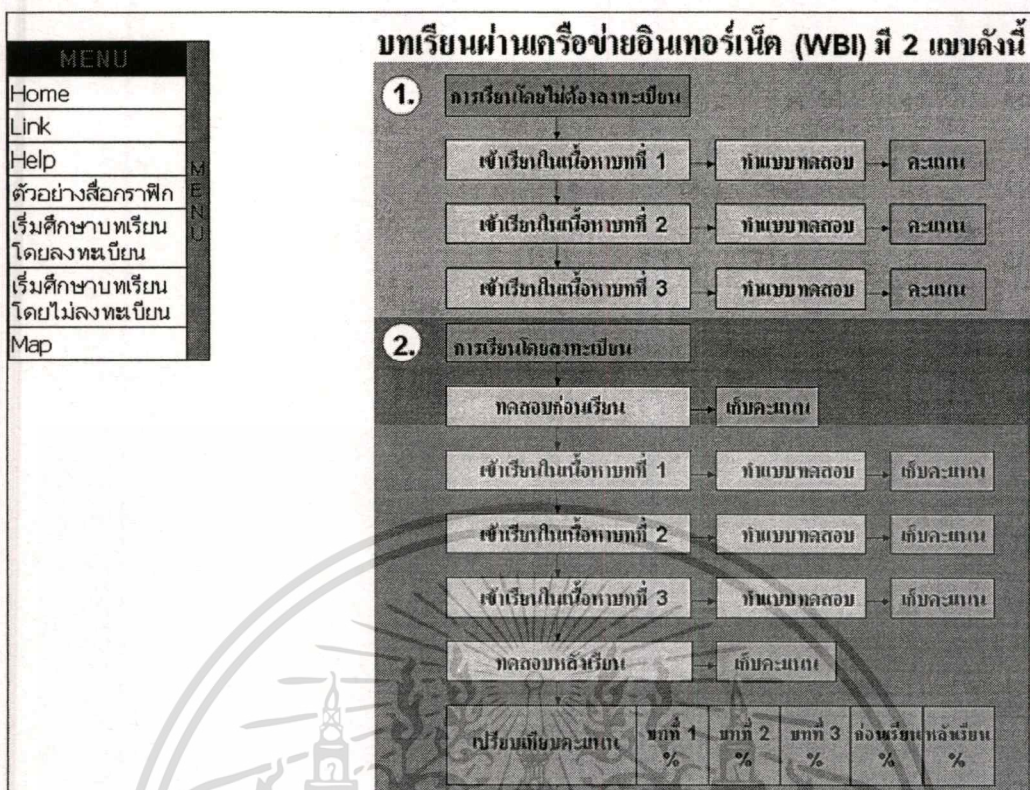 บทเรียนผ่านเครือข่ายอินเทอร์เน็ต (WBI) มี 2 แบบดังนี้
MENU
Home
Link
Help
ตัวอย่างสื่อกราฟิก
เริ่มศึกษาบทเรียน
โดยลงทะเบียน
เริ่มศึกษาบทเรียน
โดยไม่ลงทะเบียน
Map
MENU
1. การเรียนโดยไม่ต้องลงทะเบียน
เข้าเรียนในเนื้อหาบทที่ 1 ทำแบบทดสอบ คะแนน
เข้าเรียนในเนื้อหาบทที่ 2 ทำแบบทดสอบ คะแนน
เข้าเรียนในเนื้อหาบทที่ 3 ทำแบบทดสอบ คะแนน
2. การเรียนโดยลงทะเบียน
ทดสอบก่อนเรียน เก็บคะแนน
เข้าเรียนในเนื้อหาบทที่ 1 ทำแบบทดสอบ เก็บคะแนน
เข้าเรียนในเนื้อหาบทที่ 2 ทำแบบทดสอบ เก็บคะแนน
เข้าเรียนในเนื้อหาบทที่ 3 ทำแบบทดสอบ เก็บคะแนน
ทดสอบหลังเรียน เก็บคะแนน
เปรียบเทียบคะแนน บทที่ 1 บทที่ 2 บทที่ 3 ก่อนเรียน หลังเรียน
% % % % %